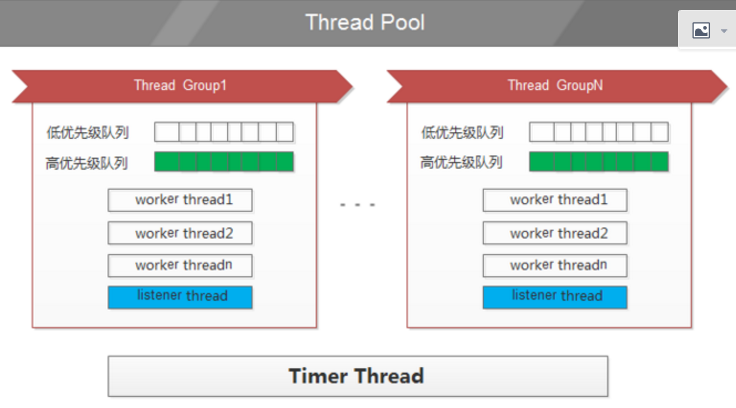 Thread Pool
Thread Group1
低优先级队列
高优先级队列
worker thread1
worker thread2
worker threadn
listener thread
- - -
Thread GroupN
低优先级队列
高优先级队列
worker thread1
worker thread2
worker threadn
listener thread
Timer Thread